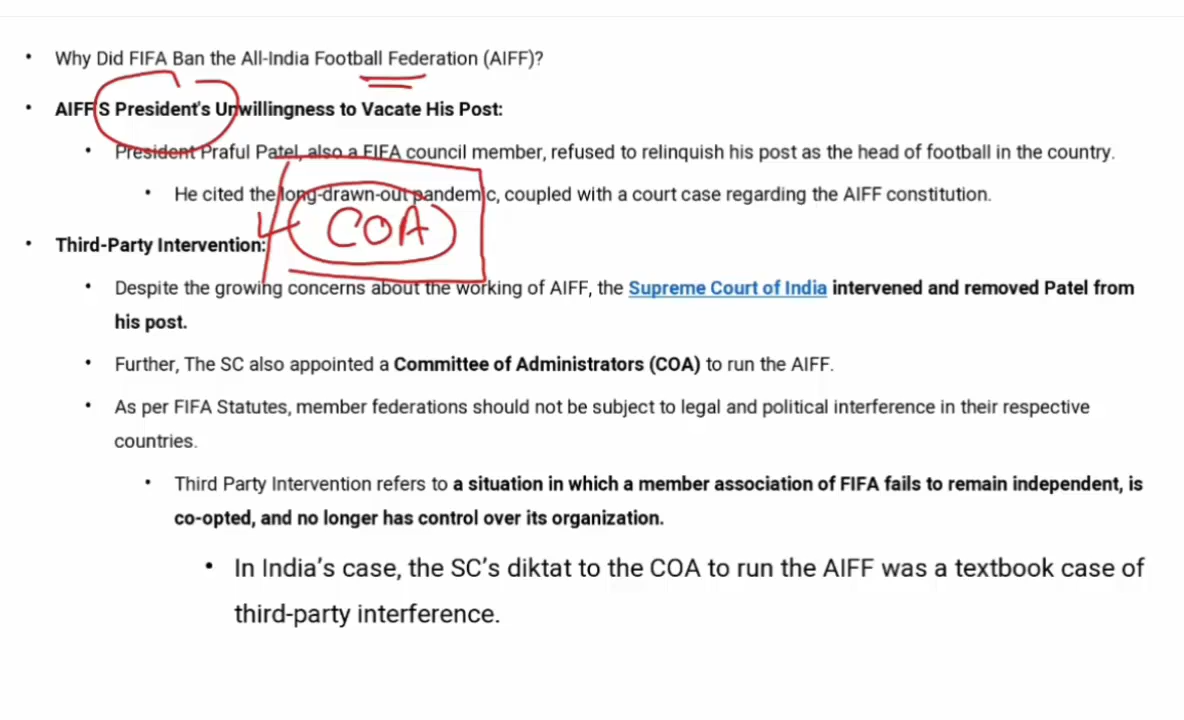 • Why Did FIFA Ban the All-India Football Federation (AIFF)?
• AIFF'S President's Unwillingness to Vacate His Post:
• President Praful Patel, also a FIFA council member, refused to relinquish his post as the head of football in the country.
• He cited the long-drawn-out pandemic, coupled with a court case regarding the AIFF constitution.
COA
• Third-Party Intervention:
• Despite the growing concerns about the working of AIFF, the Supreme Court of India intervened and removed Patel from
his post.
• Further, The SC also appointed a Committee of Administrators (COA) to run the AIFF.
• As per FIFA Statutes, member federations should not be subject to legal and political interference in their respective
countries.
• Third Party Intervention refers to a situation in which a member association of FIFA fails to remain independent, is
co-opted, and no longer has control over its organization.
• In India's case, the SC's diktat to the COA to run the AIFF was a textbook case of
third-party interference.